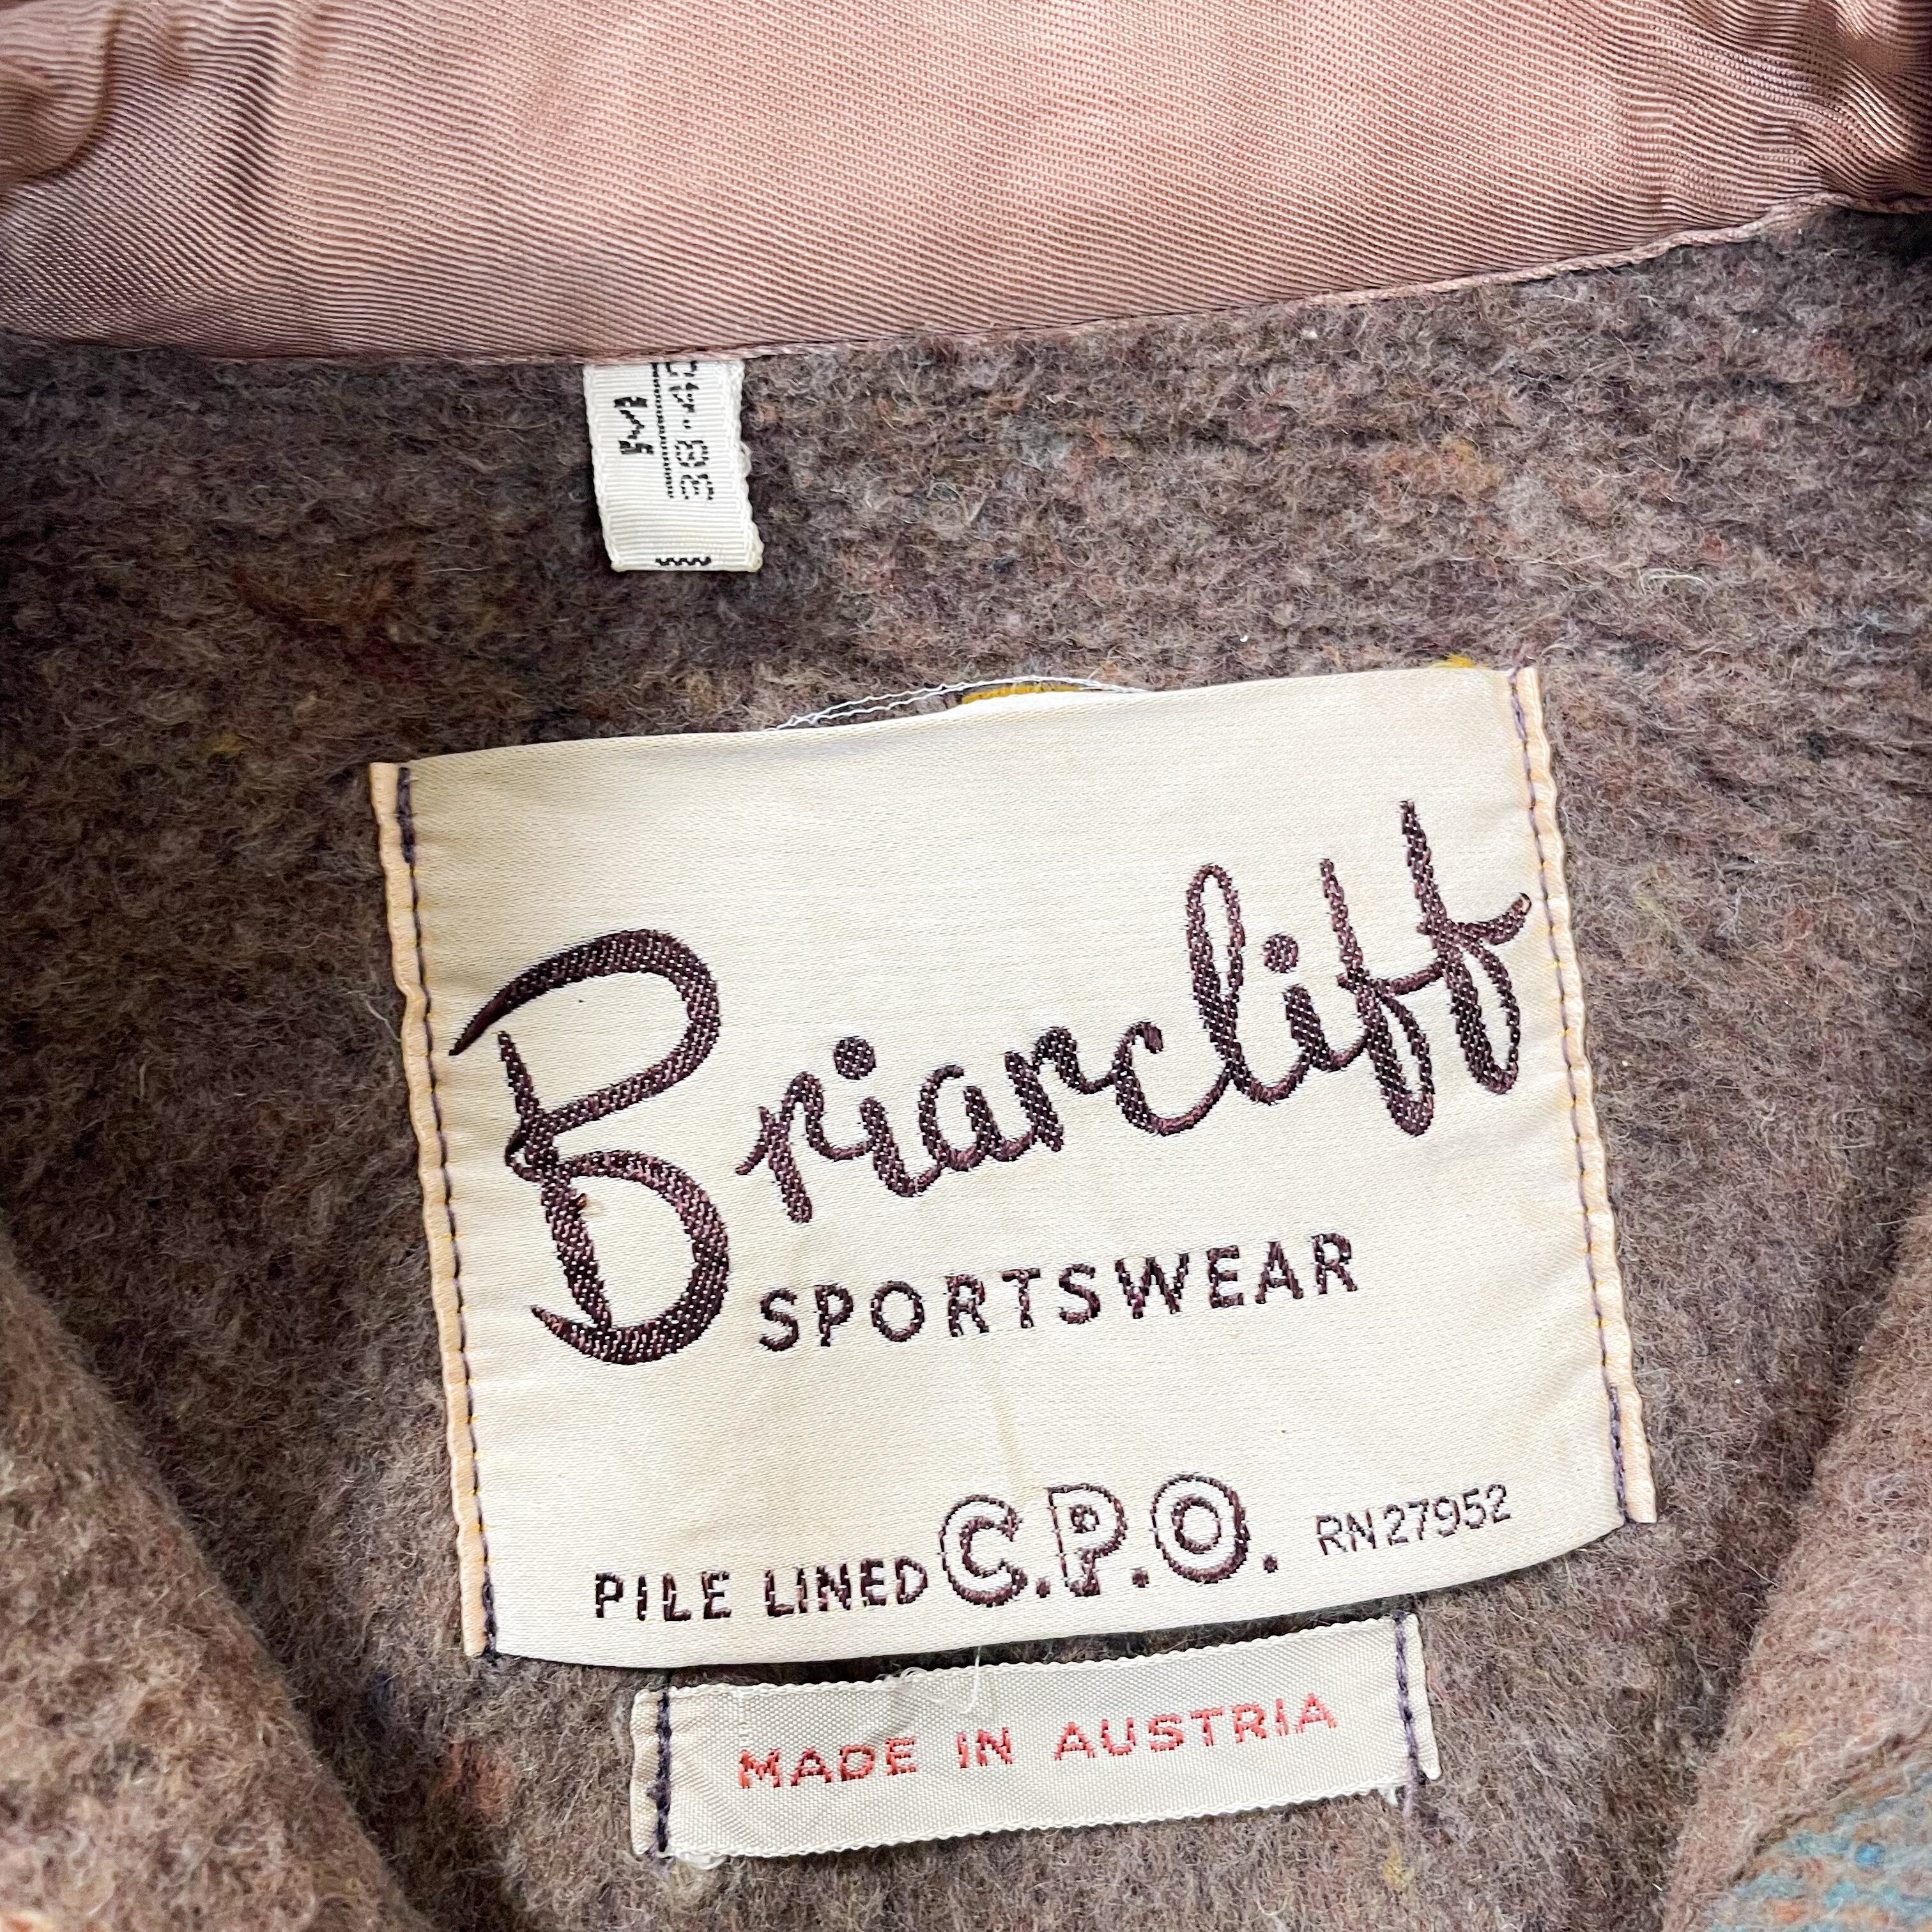 M
38-40
Briarcliff
SPORTSWEAR
PILE LINED C.P.O. RN27952
MADE IN AUSTRIA